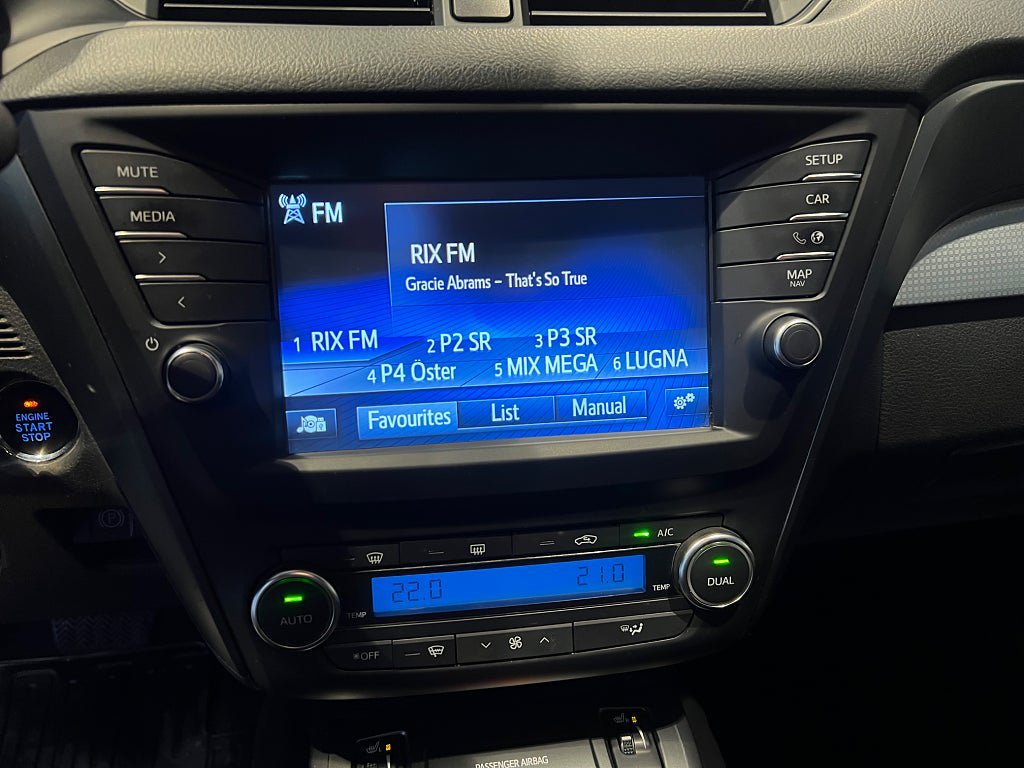 MUTE
MEDIA
SETUP
CAR
MAP
NAV
FM
RIX FM
Gracie Abrams – That's So True
1 RIX FM
2 P2 SR
3 P3 SR
4 P4 Öster
5 MIX MEGA
6 LUGNA
Favourites
List
Manual
ENGINE
START
STOP
A/C
22.0
21.0
AUTO
TEMP
TEMP
DUAL
OFF
PASSENGER AIRBAG